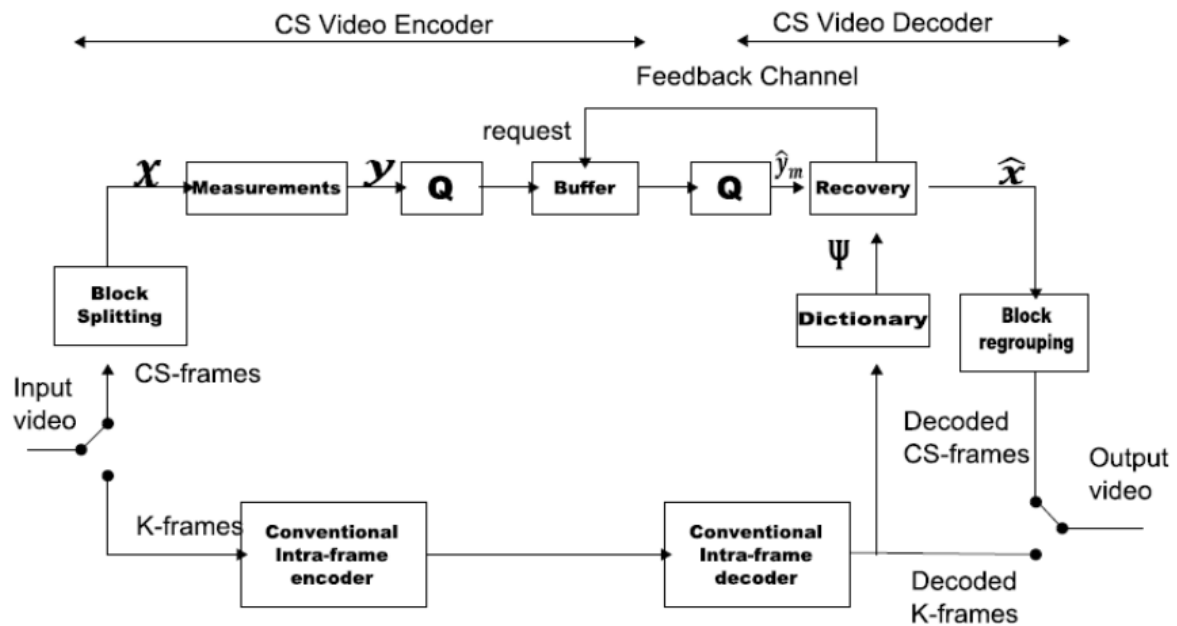 CS Video Encoder
CS Video Decoder
Feedback Channel
request
x
Measurements
y
Q
Buffer
Q
ŷₘ
Recovery
x̂
Ψ
Block
Splitting
Dictionary
Block
regrouping
CS-frames
Input
video
Decoded
CS-frames
Output
video
K-frames
Conventional
Intra-frame
encoder
Conventional
Intra-frame
decoder
Decoded
K-frames